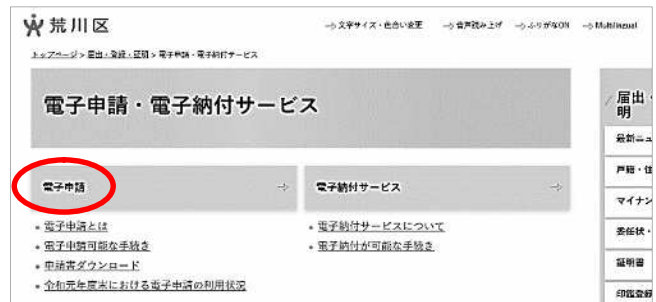 荒川区
文字サイズ・色合い変更 音声読み上げ ふりがなON Multilingual
トップページ > 届出・登録・証明 > 電子申請・電子納付サービス
電子申請・電子納付サービス
届出・
明
最新ニュ
電子申請
電子納付サービス
戸籍・住
マイナン
・電子申請とは
・電子申請可能な手続き
・申請書ダウンロード
・令和元年度末における電子申請の利用状況
・電子納付サービスについて
・電子納付が可能な手続き
委任状・
証明書
印鑑登録